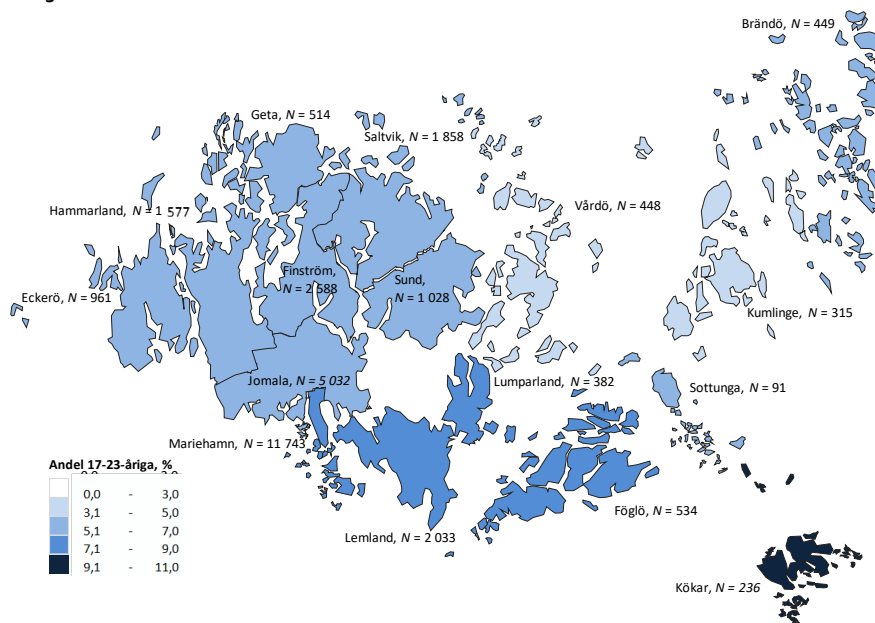 Brändö, N = 449
Geta, N = 514
Saltvik, N = 1 858
Hammarland, N = 1 577
Vårdö, N = 448
Finström,
N = 2 588
Sund,
N = 1 028
Eckerö, N = 961
Kumlinge, N = 315
Jomala, N = 5 032
Lumparland, N = 382
Sottunga, N = 91
Mariehamn, N = 11 743
Andel 17-23-åriga, %
0,0 - 3,0
3,1 - 5,0
5,1 - 7,0
7,1 - 9,0
9,1 - 11,0
Föglö, N = 534
Lemland, N = 2 033
Kökar, N = 236